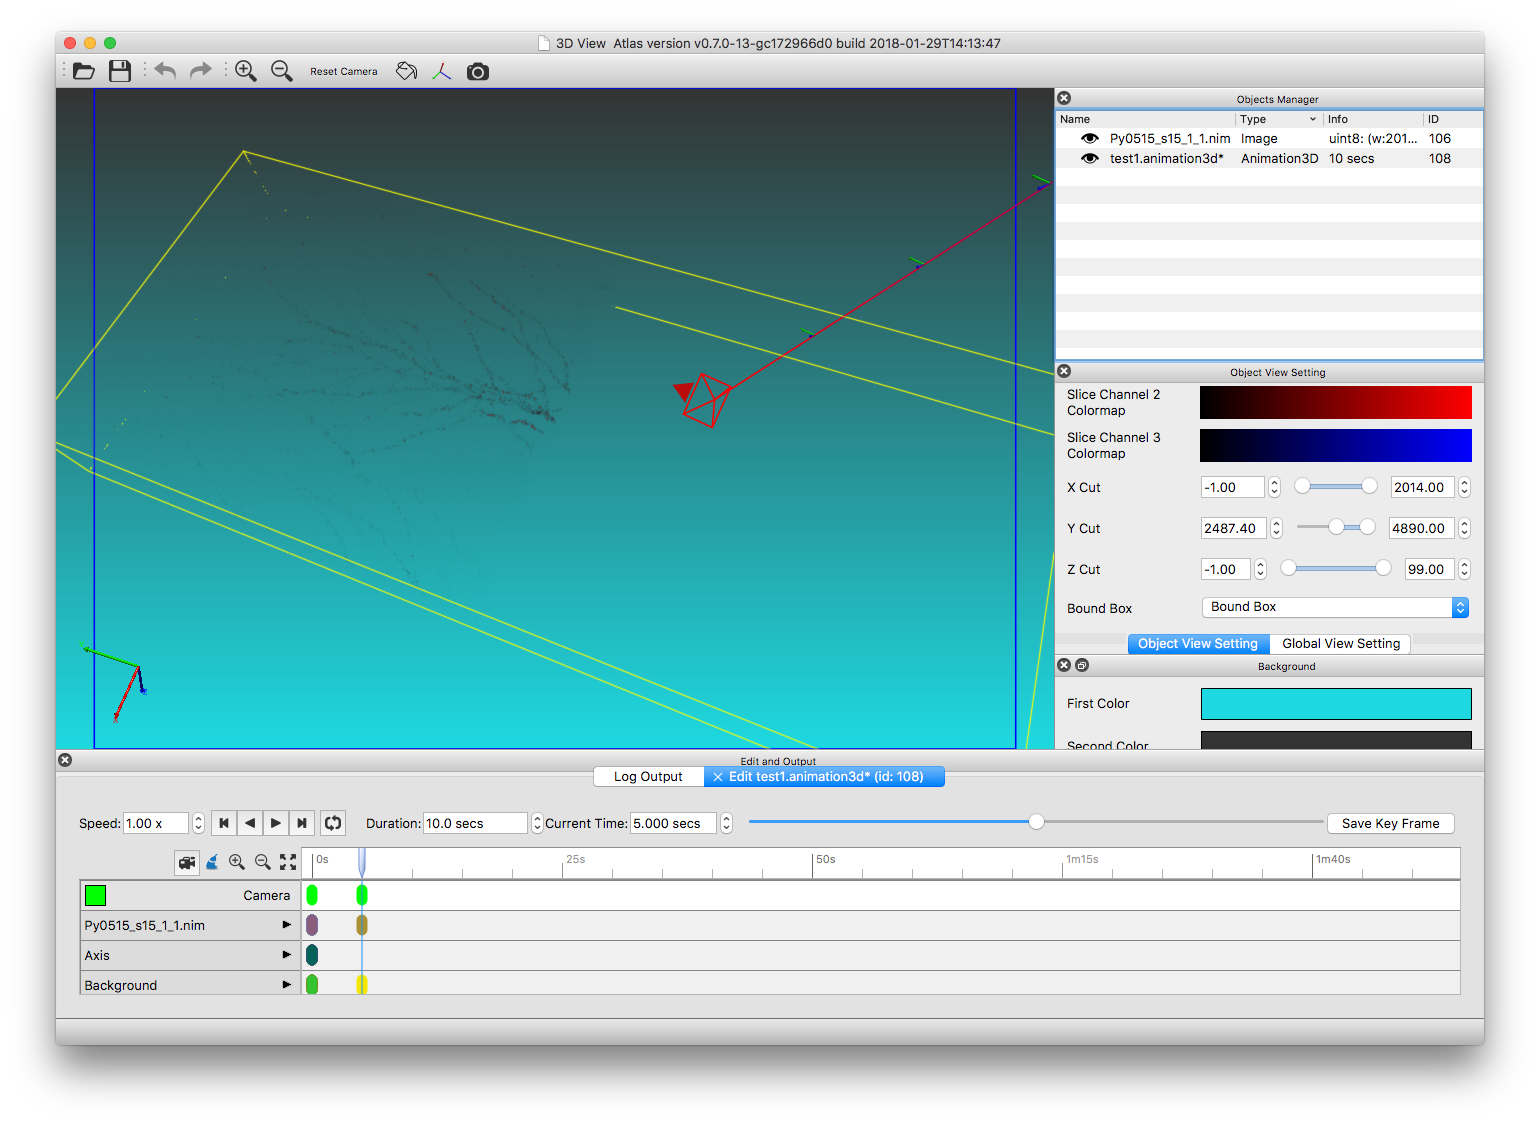 3D View  Atlas version v0.7.0-13-gc172966d0 build 2018-01-29T14:13:47
Reset Camera
Objects Manager
Name Type Info ID
Py0515_s15_1_1.nim Image uint8: (w:201... 106
test1.animation3d* Animation3D 10 secs 108
Object View Setting
Slice Channel 2
Colormap
Slice Channel 3
Colormap
X Cut -1.00 2014.00
Y Cut 2487.40 4890.00
Z Cut -1.00 99.00
Bound Box Bound Box
Object View Setting Global View Setting
Background
First Color
Second Color
Edit and Output
Log Output Edit test1.animation3d* (id: 108)
Speed: 1.00 x Duration: 10.0 secs Current Time: 5.000 secs Save Key Frame
0s 25s 50s 1m15s 1m40s
Camera
Py0515_s15_1_1.nim
Axis
Background